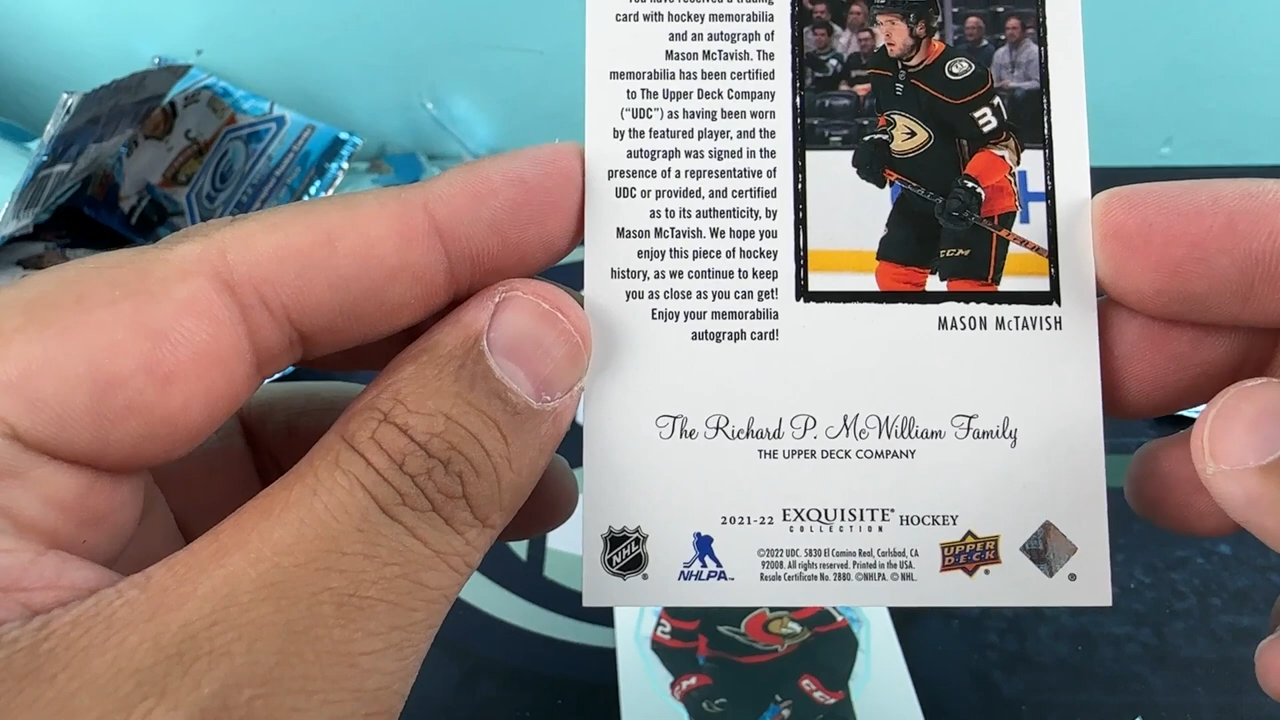 You have received a trading
card with hockey memorabilia
and an autograph of
Mason McTavish. The
memorabilia has been certified
to The Upper Deck Company
(“UDC”) as having been worn
by the featured player, and the
autograph was signed in the
presence of a representative of
UDC or provided, and certified
as to its authenticity, by
Mason McTavish. We hope you
enjoy this piece of hockey
history, as we continue to keep
you as close as you can get!
Enjoy your memorabilia
autograph card!
37
CCM
MASON McTAVISH
The Richard P. McWilliam Family
THE UPPER DECK COMPANY
2021-22 EXQUISITE® HOCKEY
COLLECTION
NHL®
NHLPA™
©2022 UDC. 5830 El Camino Real, Carlsbad, CA
92008. All rights reserved. Printed in the USA.
Resale Certificate No. 2880. ©NHLPA. © NHL.
UPPER
DECK®
®